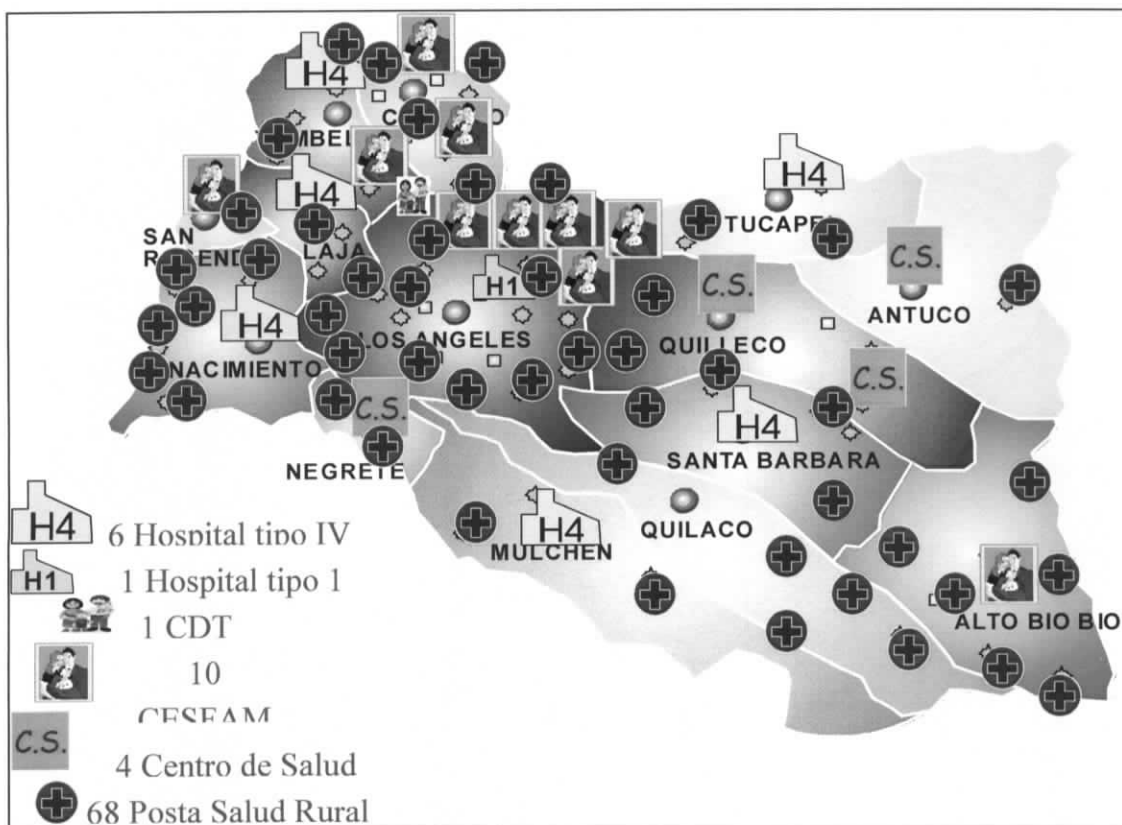 H4
H4
H4
TUCAPEL
SAN
LAJA
C.S.
C.S.
H1
H4
ANTUCO
LOS ANGELES
QUILLECO
NACIMIENTO
C.S.
C.S.
H4
SANTA BARBARA
NEGRETE
H4
MULCHEN
QUILACO
ALTO BIO BIO
H4 6 Hospital tipo IV
H1 1 Hospital tipo 1
1 CDT
10
CESFAM
C.S. 4 Centro de Salud
68 Posta Salud Rural